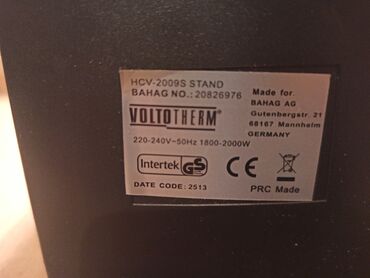 HCV-2009S STAND
BAHAG NO.: 20826976
VOLTOTHERM®
220-240V~50Hz 1800-2000W
Intertek GS CE
DATE CODE: 2513
Made for:
BAHAG AG
Gutenbergstr. 21
68167 Mannheim
GERMANY
PRC Made